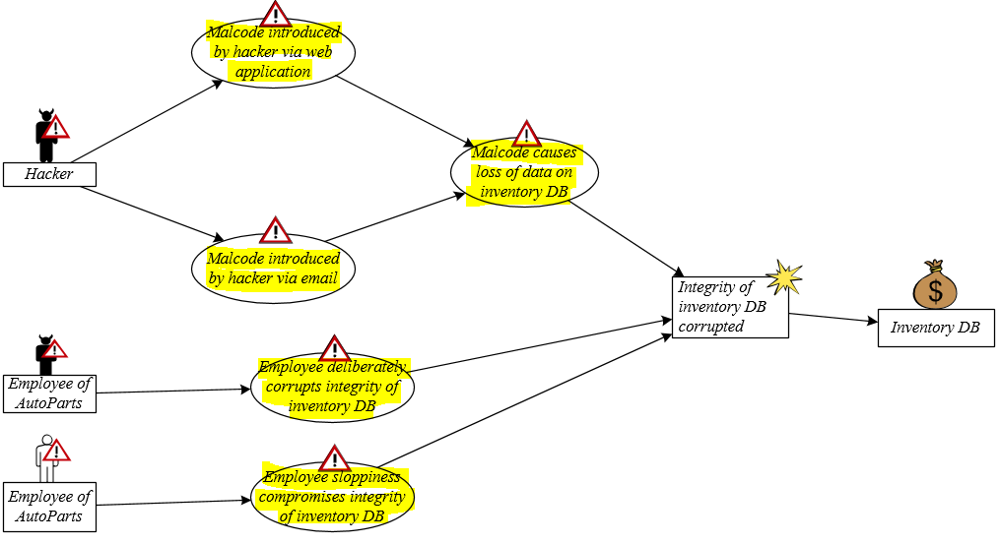 Malcode introduced
by hacker via web
application
Hacker
Malcode causes
loss of data on
inventory DB
Malcode introduced
by hacker via email
Integrity of
inventory DB
corrupted
$
Inventory DB
Employee of
AutoParts
Employee deliberately
corrupts integrity of
inventory DB
Employee of
AutoParts
Employee sloppiness
compromises integrity
of inventory DB